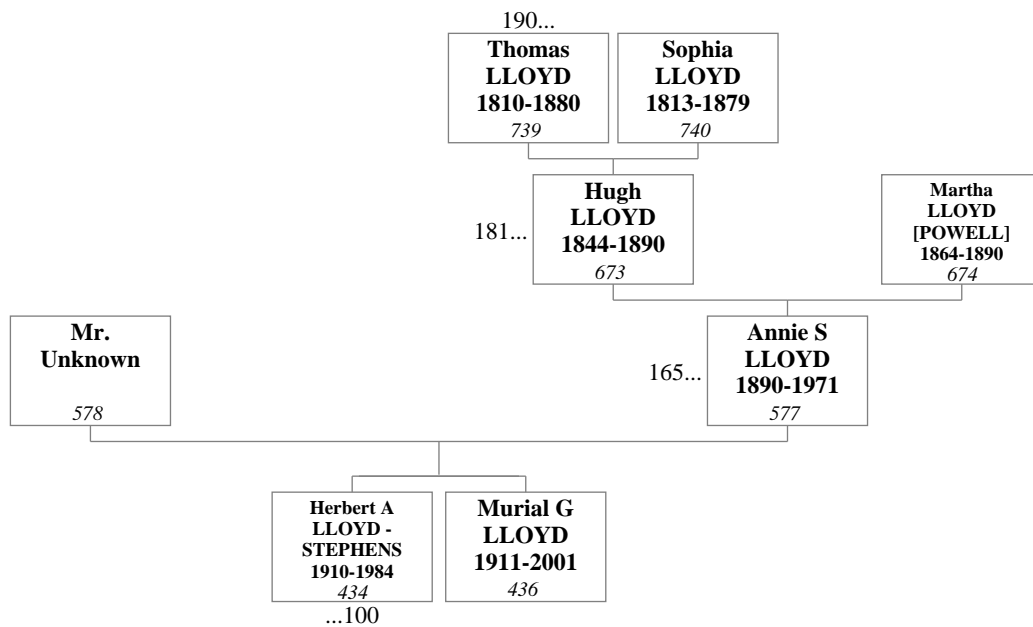 190...
Thomas
LLOYD
1810-1880
739
Sophia
LLOYD
1813-1879
740
181...
Hugh
LLOYD
1844-1890
673
Martha
LLOYD
[POWELL]
1864-1890
674
Mr.
Unknown
578
165...
Annie S
LLOYD
1890-1971
577
Herbert A
LLOYD -
STEPHENS
1910-1984
434
...100
Murial G
LLOYD
1911-2001
436